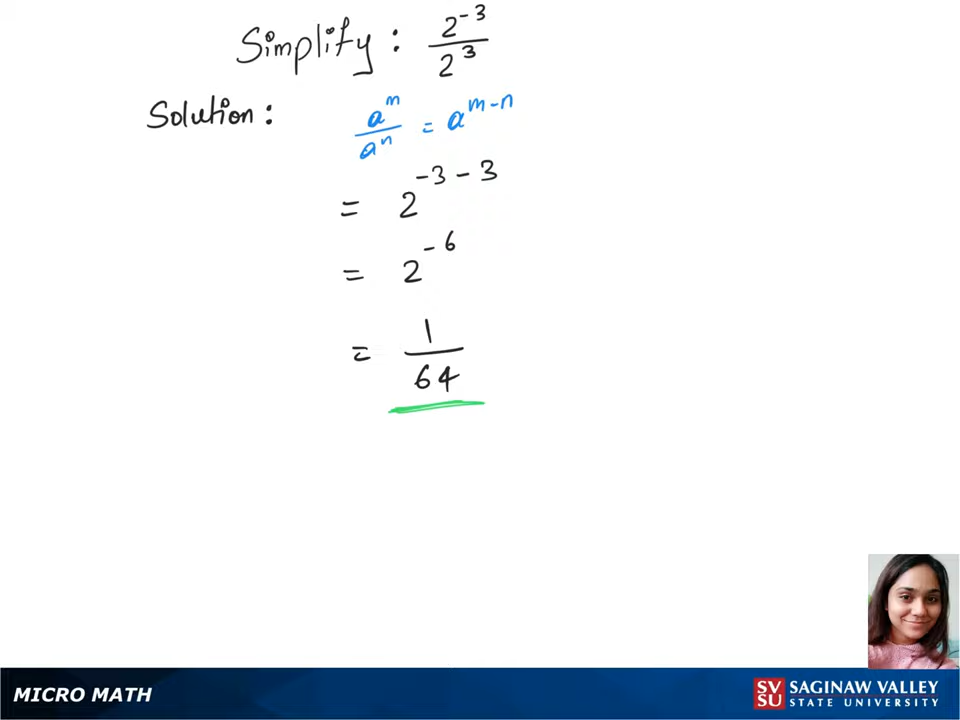 Simplify : 2^-3 / 2^3
Solution : a^m / a^n = a^m-n
= 2^-3-3
= 2^-6
= 1 / 64
MICRO MATH
SV SU SAGINAW VALLEY
STATE UNIVERSITY